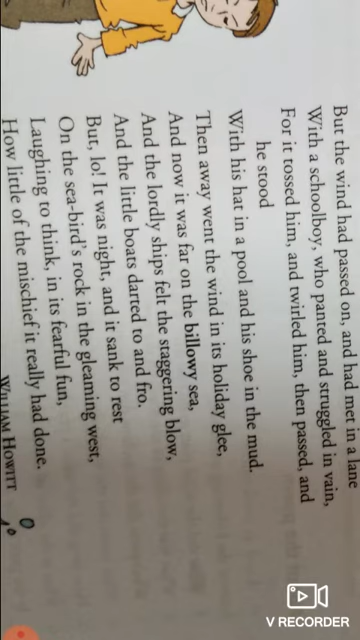 But the wind had passed on, and had met in a lane
With a schoolboy, who panted and struggled in vain,
For it tossed him, and twirled him, then passed, and
he stood
With his hat in a pool and his shoe in the mud.
Then away went the wind in its holiday glee,
And now it was far on the billowy sea,
And the lordly ships felt the staggering blow,
And the little boats darted to and fro.
But, lo! It was night, and it sank to rest
On the sea-bird's rock in the gleaming west,
Laughing to think, in its fearful fun,
How little of the mischief it really had done.
WILLIAM HOWITT
V RECORDER